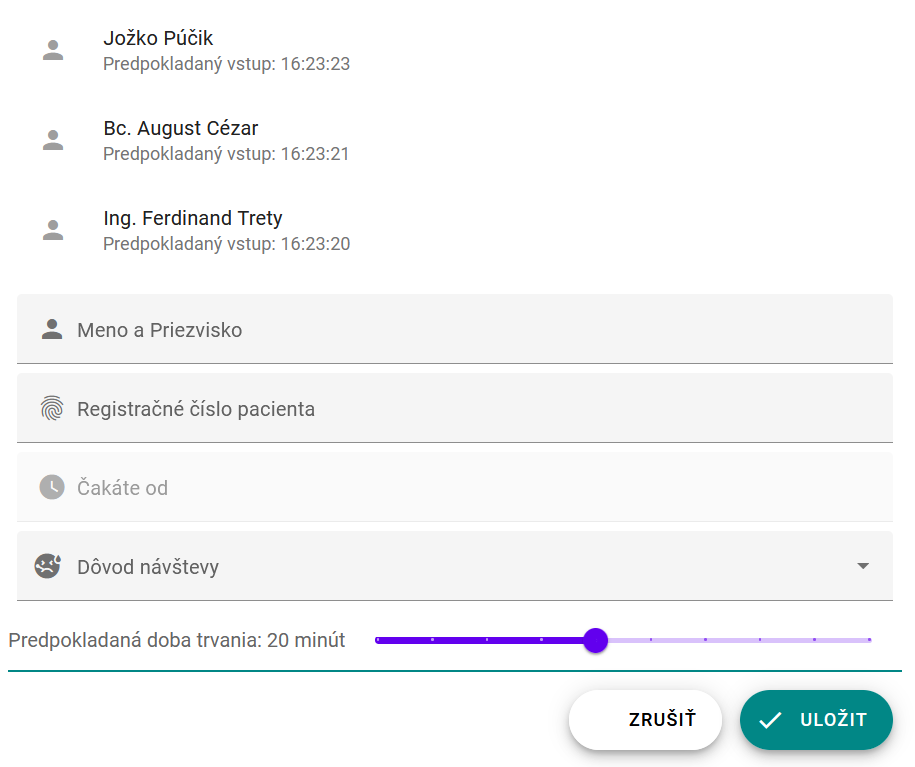 Jožko Púčik
Predpokladaný vstup: 16:23:23
Bc. August Cézar
Predpokladaný vstup: 16:23:21
Ing. Ferdinand Trety
Predpokladaný vstup: 16:23:20
Meno a Priezvisko
Registračné číslo pacienta
Čakáte od
Dôvod návštevy
Predpokladaná doba trvania: 20 minút
ZRUŠIŤ
ULOŽIŤ